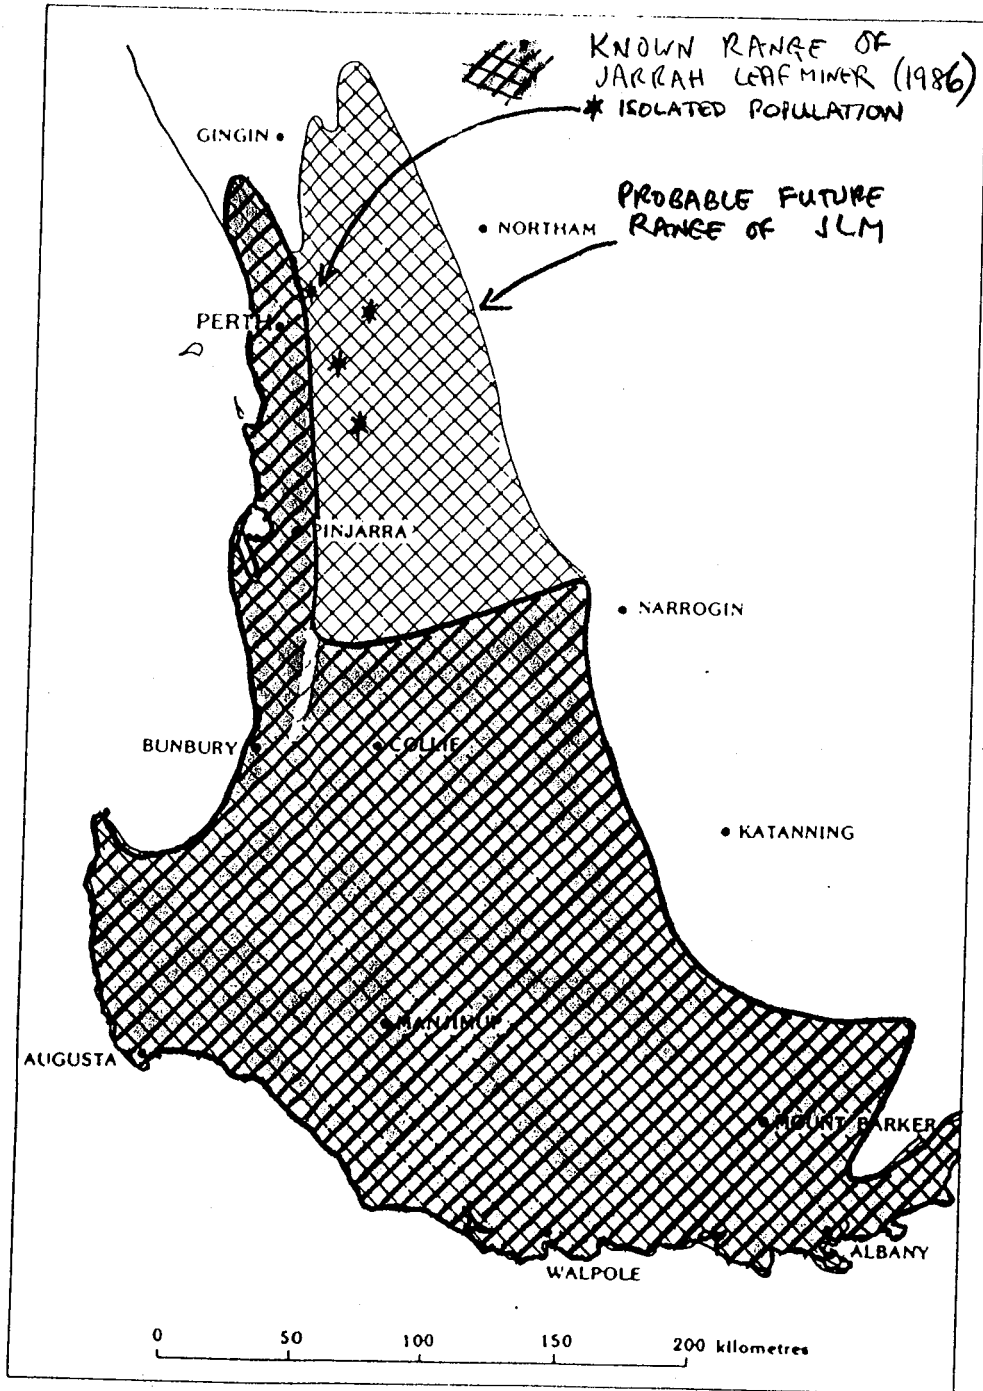 KNOWN RANGE OF
JARRAH LEAFMINER (1986)
* ISOLATED POPULATION
GINGIN
PROBABLE FUTURE
RANGE OF JLM
NORTHAM
PERTH
PINJARRA
NARROGIN
BUNBURY
COLLIE
KATANNING
MANJIMUP
AUGUSTA
MOUNT BARKER
ALBANY
WALPOLE
0 50 100 150 200 kilometres